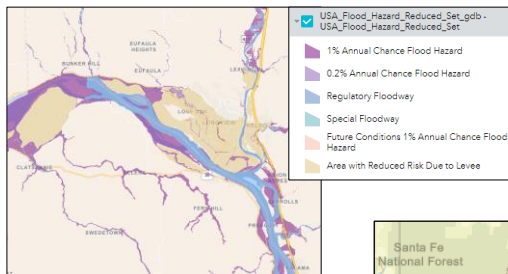 USA_Flood_Hazard_Reduced_Set_gdb -
USA_Flood_Hazard_Reduced_Set
1% Annual Chance Flood Hazard
0.2% Annual Chance Flood Hazard
Regulatory Floodway
Special Floodway
Future Conditions 1% Annual Chance Flood
Hazard
Area with Reduced Risk Due to Levee
EUFAULA
HEIGHTS
BUNKER HILL
EUFAULA
FERN HILL
SWEDETOWN
Santa Fe
National Forest